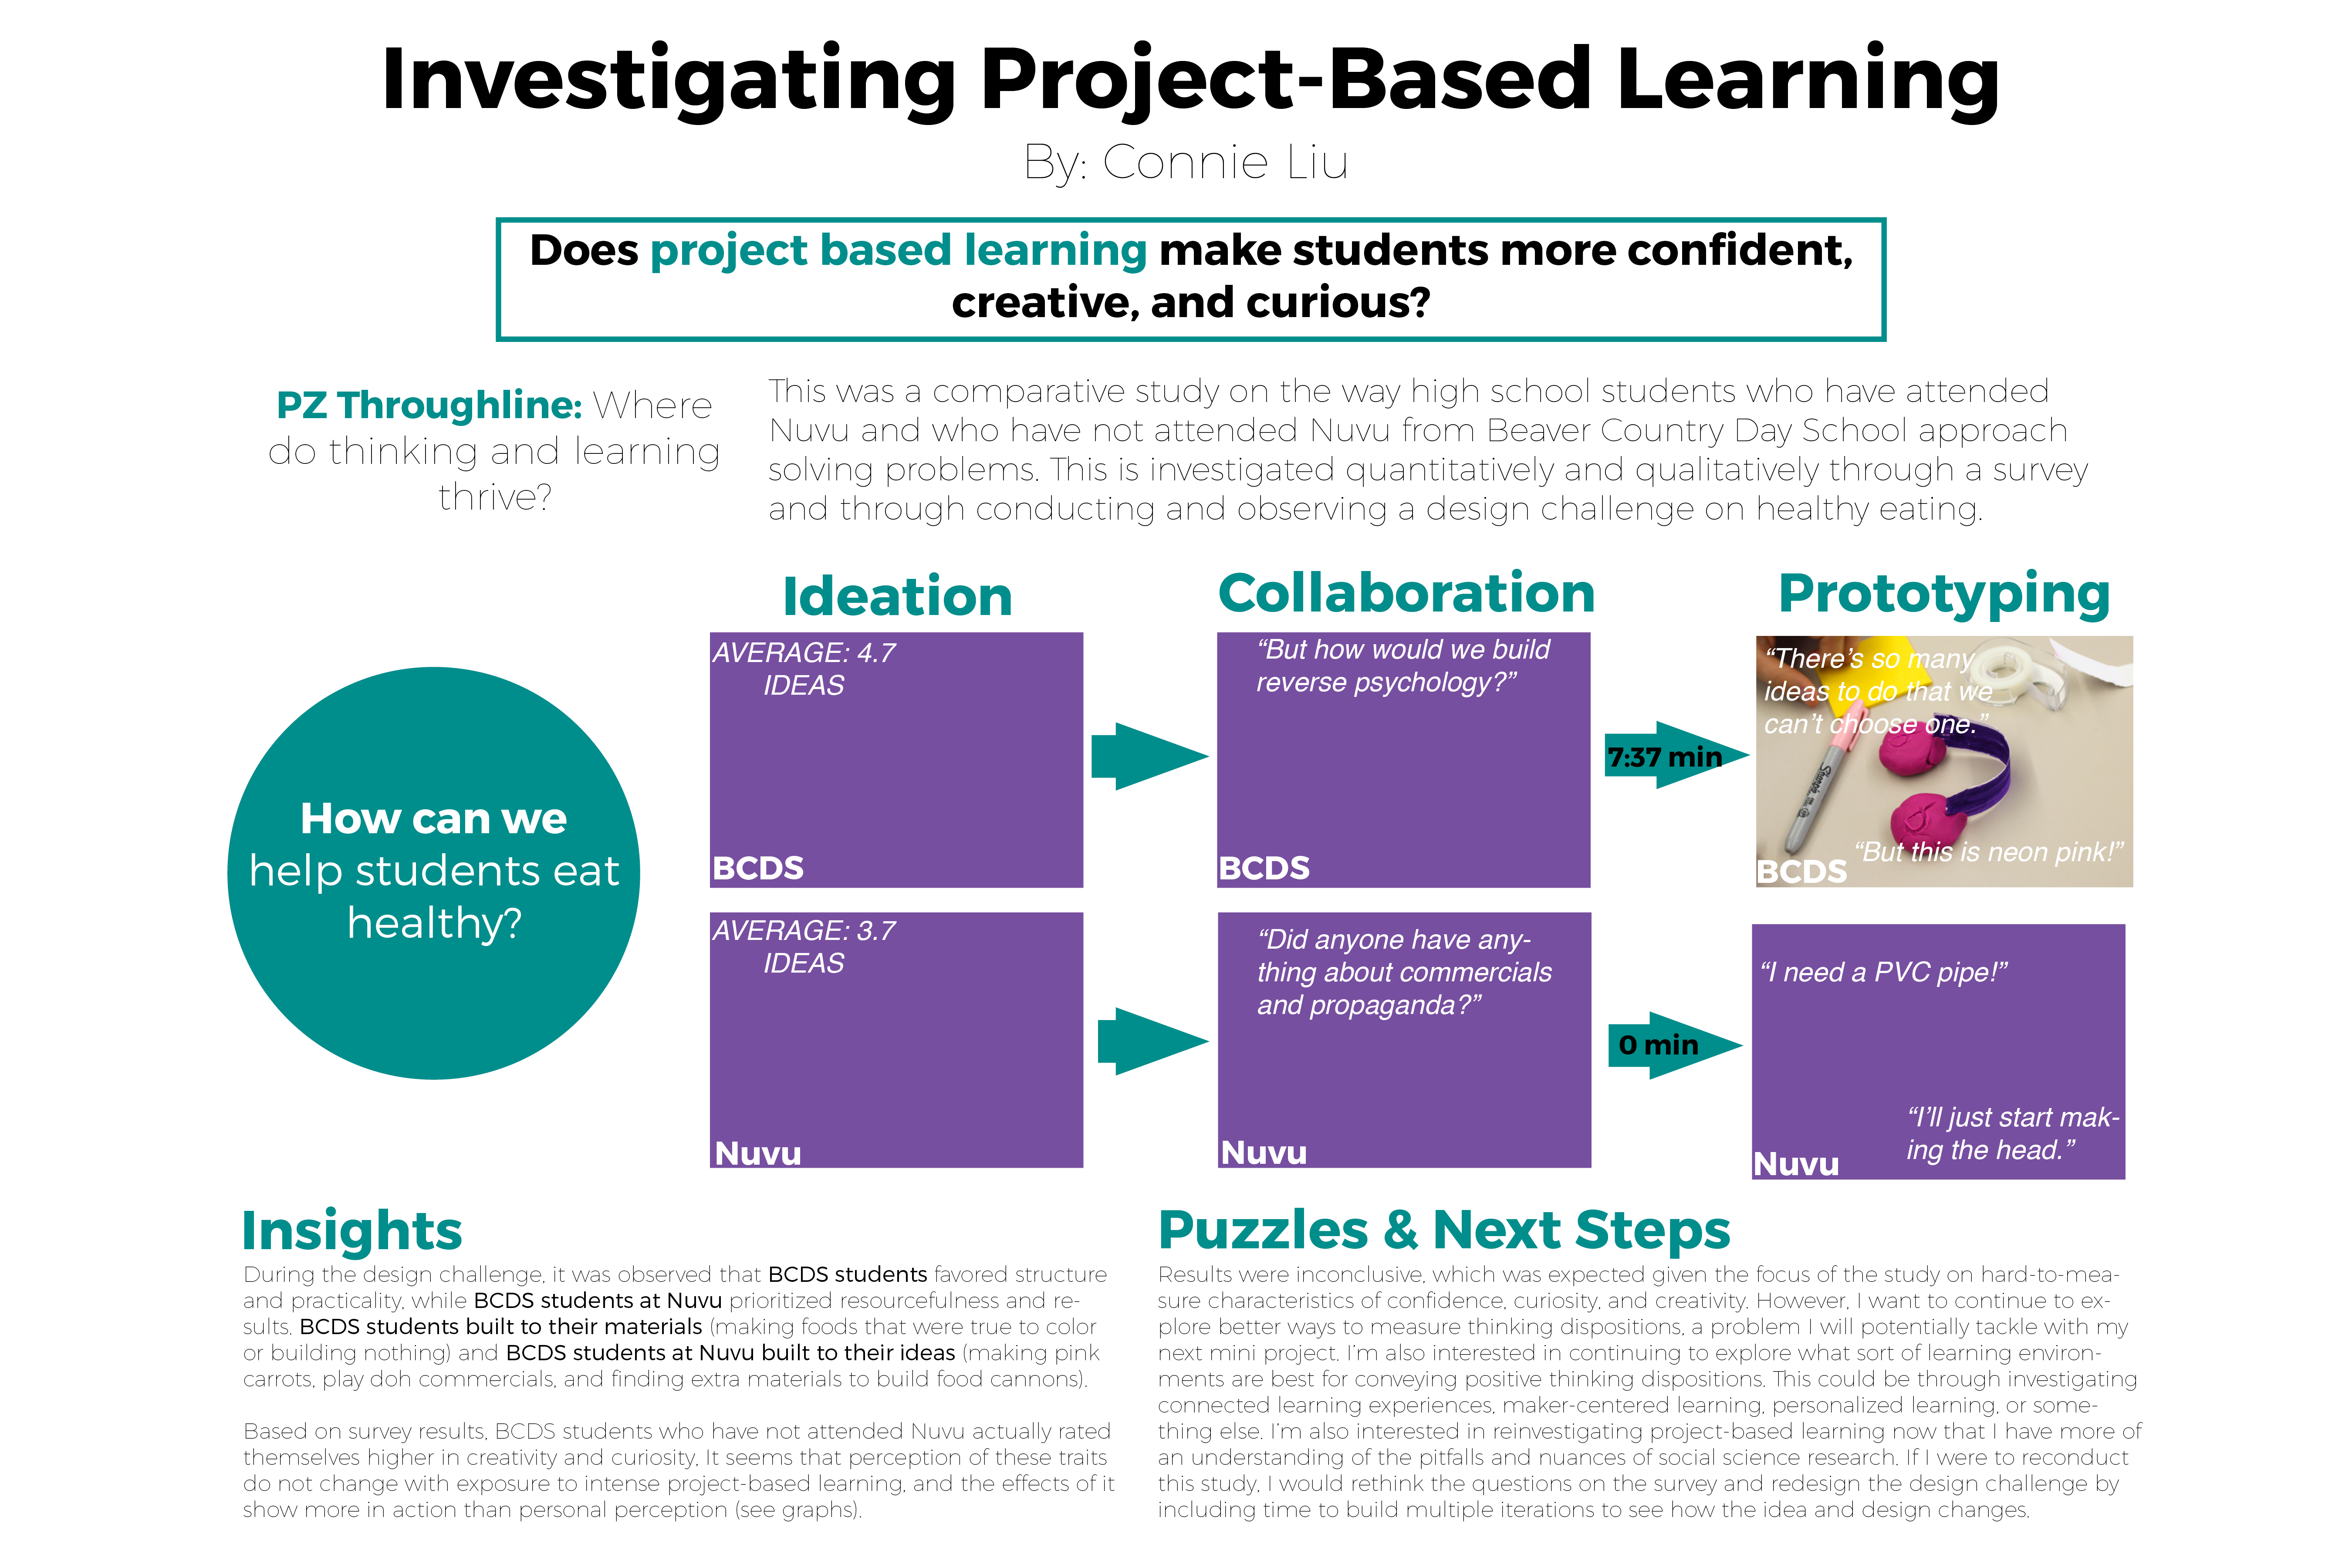 Investigating Project-Based Learning
By: Connie Liu
Does project based learning make students more confident,
creative, and curious?
PZ Throughline: Where
do thinking and learning
thrive?
This was a comparative study on the way high school students who have attended
Nuvu and who have not attended Nuvu from Beaver Country Day School approach
solving problems. This is investigated quantitatively and qualitatively through a survey
and through conducting and observing a design challenge on healthy eating.
How can we
help students eat
healthy?
Ideation
Collaboration
Prototyping
AVERAGE: 4.7
IDEAS
BCDS
“But how would we build
reverse psychology?”
BCDS
7:37 min
“There’s so many
ideas to do that we
can’t choose one.”
Sharpie
“But this is neon pink!”
BCDS
AVERAGE: 3.7
IDEAS
Nuvu
“Did anyone have any-
thing about commercials
and propaganda?”
Nuvu
0 min
“I need a PVC pipe!”
“I’ll just start mak-
ing the head.”
Nuvu
Insights
During the design challenge, it was observed that BCDS students favored structure
and practicality, while BCDS students at Nuvu prioritized resourcefulness and re-
sults. BCDS students built to their materials (making foods that were true to color
or building nothing) and BCDS students at Nuvu built to their ideas (making pink
carrots, play doh commercials, and finding extra materials to build food cannons).
Based on survey results, BCDS students who have not attended Nuvu actually rated
themselves higher in creativity and curiosity. It seems that perception of these traits
do not change with exposure to intense project-based learning, and the effects of it
show more in action than personal perception (see graphs).
Puzzles & Next Steps
Results were inconclusive, which was expected given the focus of the study on hard-to-mea-
sure characteristics of confidence, curiosity, and creativity. However, I want to continue to ex-
plore better ways to measure thinking dispositions, a problem I will potentially tackle with my
next mini project. I’m also interested in continuing to explore what sort of learning environ-
ments are best for conveying positive thinking dispositions. This could be through investigating
connected learning experiences, maker-centered learning, personalized learning, or some-
thing else. I’m also interested in reinvestigating project-based learning now that I have more of
an understanding of the pitfalls and nuances of social science research. If I were to reconduct
this study, I would rethink the questions on the survey and redesign the design challenge by
including time to build multiple iterations to see how the idea and design changes.